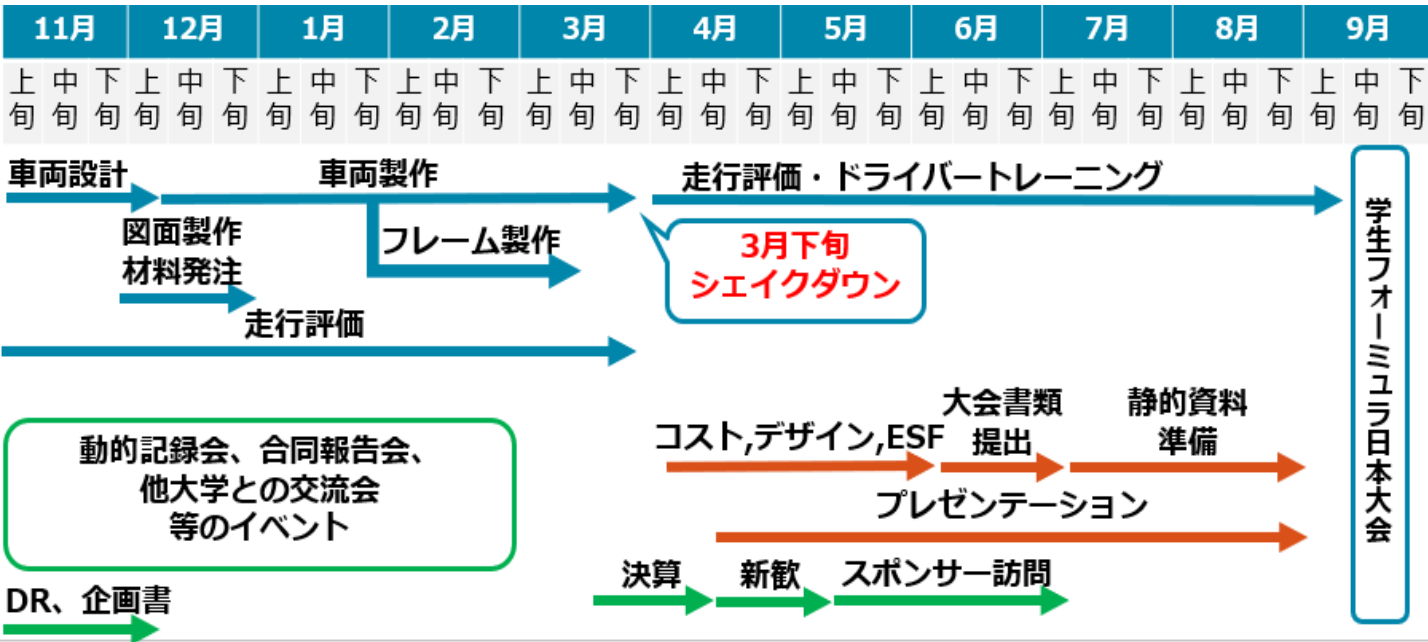 11月 12月 1月 2月 3月 4月 5月 6月 7月 8月 9月
上旬 中旬 下旬 上旬 中旬 下旬 上旬 中旬 下旬 上旬 中旬 下旬 上旬 中旬 下旬 上旬 中旬 下旬 上旬 中旬 下旬 上旬 中旬 下旬 上旬 中旬 下旬 上旬 中旬 下旬 上旬 中旬 下旬
車両設計
車両製作
走行評価・ドライバートレーニング
図面製作
材料発注
フレーム製作
3月下旬
シェイクダウン
走行評価
学生フォーミュラ日本大会
動的記録会、合同報告会、
他大学との交流会
等のイベント
コスト,デザイン,ESF
大会書類
提出
静的資料
準備
プレゼンテーション
決算
新歓
スポンサー訪問
DR、企画書